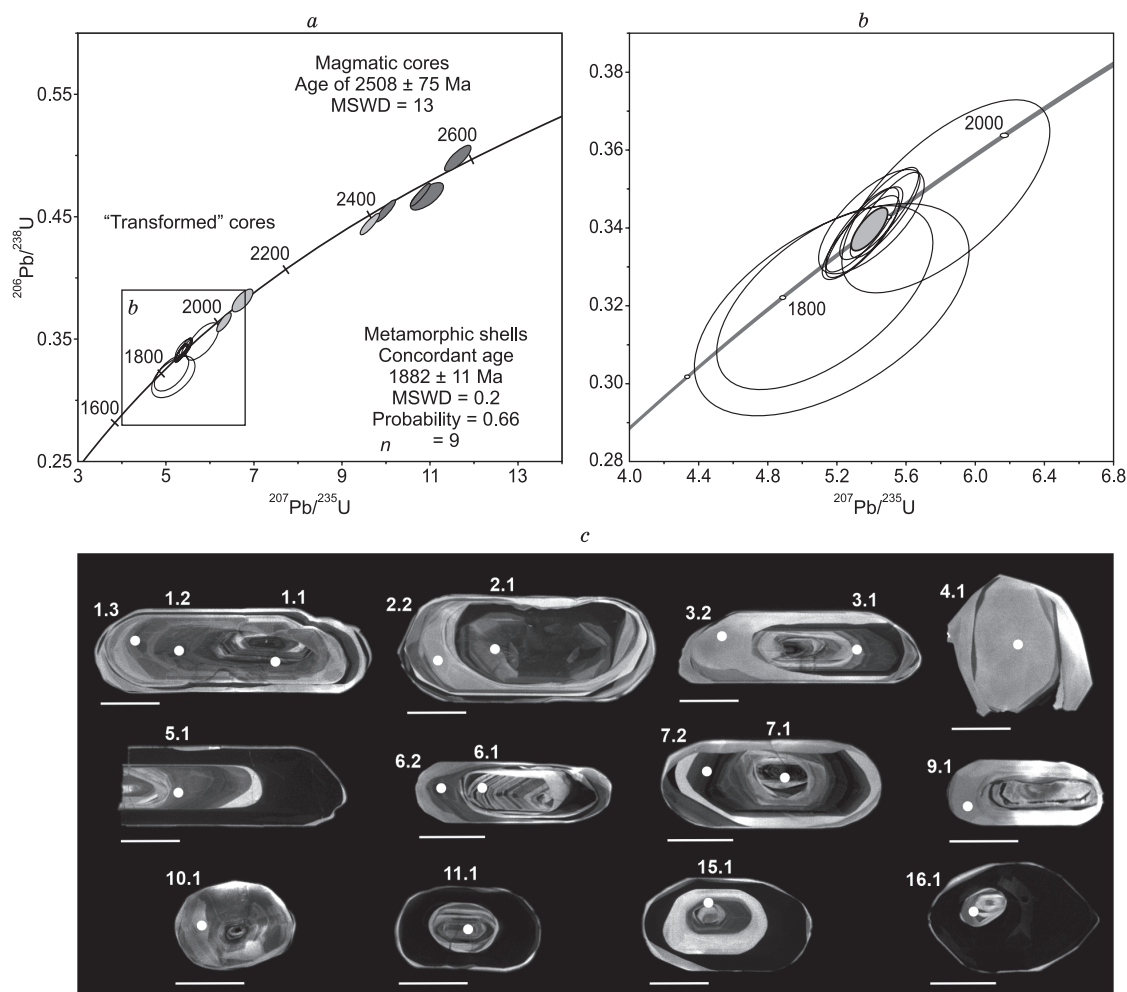 a
b
Magmatic cores
Age of 2508 ± 75 Ma
MSWD = 13
"Transformed" cores
b
Metamorphic shells
Concordant age
1882 ± 11 Ma
MSWD = 0.2
Probability = 0.66
n = 9
1600
1800
2000
2200
2400
2600
0.55
0.45
0.35
0.25
3
5
7
9
11
13
²⁰⁶Pb/²³⁸U
²⁰⁷Pb/²³⁵U
0.38
0.36
0.34
0.32
0.30
0.28
4.0
4.8
5.2
5.6
6.0
6.4
6.8
1800
2000
²⁰⁷Pb/²³⁵U
c
1.3
1.2
1.1
2.2
2.1
3.2
3.1
4.1
5.1
6.2
6.1
7.2
7.1
9.1
10.1
11.1
15.1
16.1